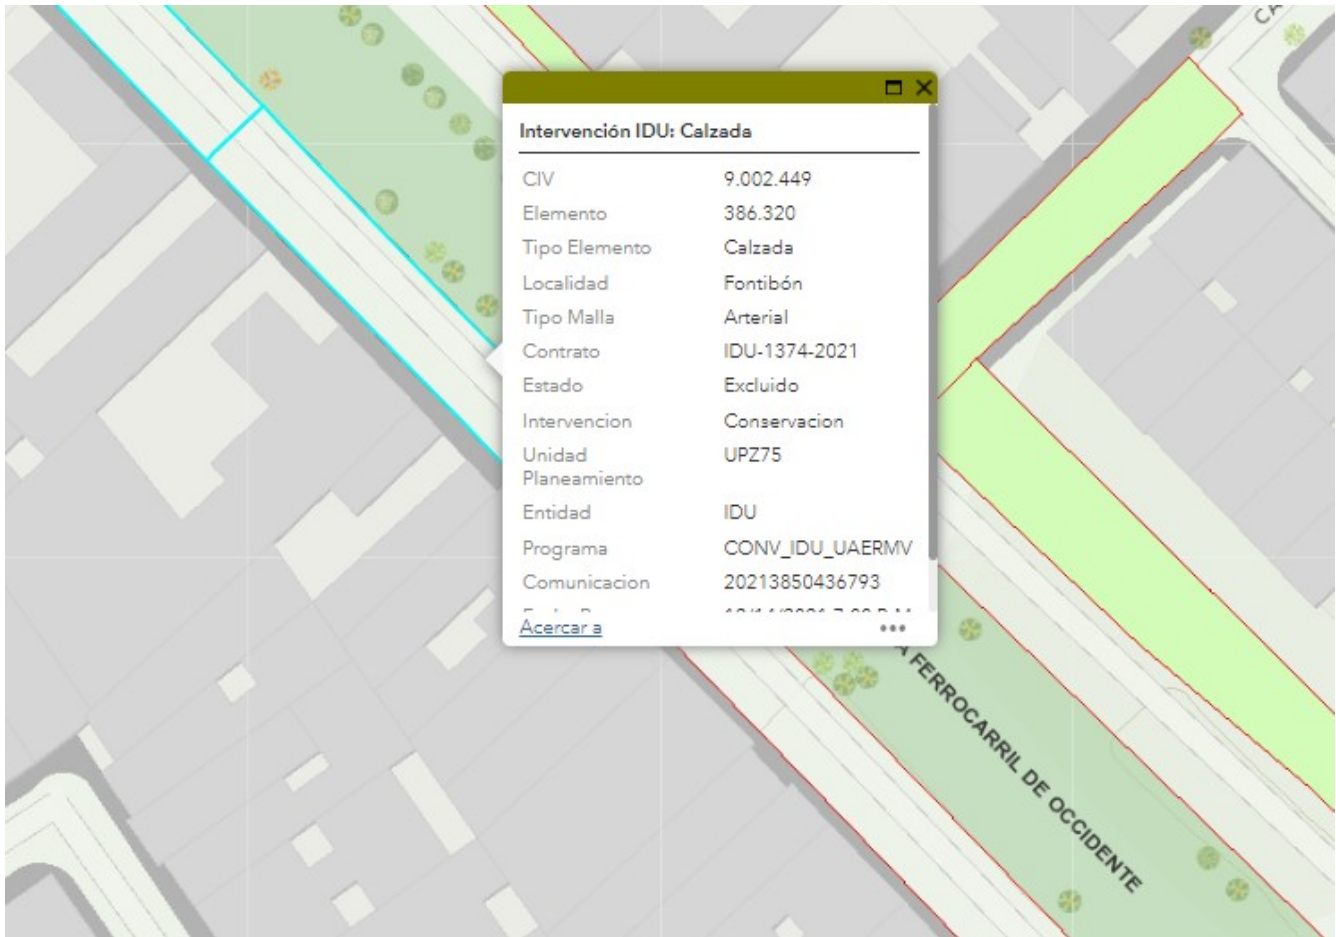 CA
Intervención IDU: Calzada
CIV 9.002.449
Elemento 386.320
Tipo Elemento Calzada
Localidad Fontibón
Tipo Malla Arterial
Contrato IDU-1374-2021
Estado Excluido
Intervencion Conservacion
Unidad UPZ75
Planeamiento
Entidad IDU
Programa CONV_IDU_UAERMV
Comunicacion 20213850436793
Acercar a
A FERROCARRIL DE OCCIDENTE